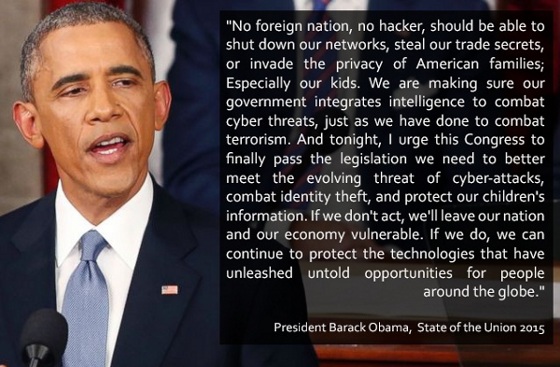 "No foreign nation, no hacker, should be able to
shut down our networks, steal our trade secrets,
or invade the privacy of American families;
Especially our kids. We are making sure our
government integrates intelligence to combat
cyber threats, just as we have done to combat
terrorism. And tonight, I urge this Congress to
finally pass the legislation we need to better
meet the evolving threat of cyber-attacks,
combat identity theft, and protect our children's
information. If we don't act, we'll leave our nation
and our economy vulnerable. If we do, we can
continue to protect the technologies that have
unleashed untold opportunities for people
around the globe."
President Barack Obama, State of the Union 2015